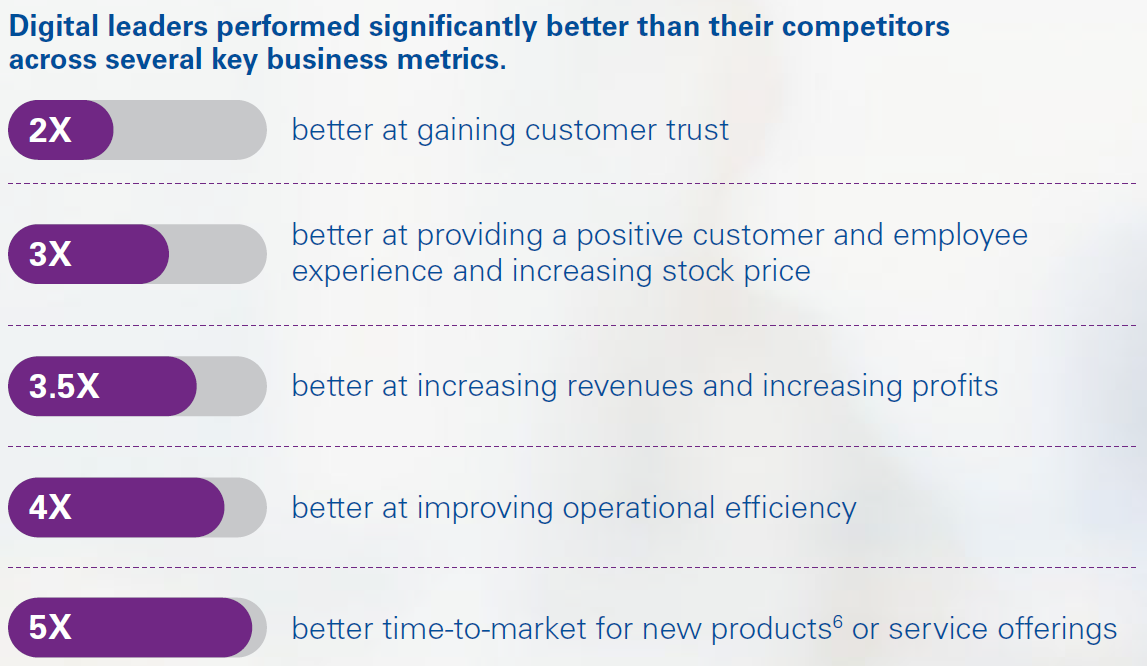 Digital leaders performed significantly better than their competitors
across several key business metrics.
2X
better at gaining customer trust
3X
better at providing a positive customer and employee
experience and increasing stock price
3.5X
better at increasing revenues and increasing profits
4X
better at improving operational efficiency
5X
better time-to-market for new products⁶ or service offerings